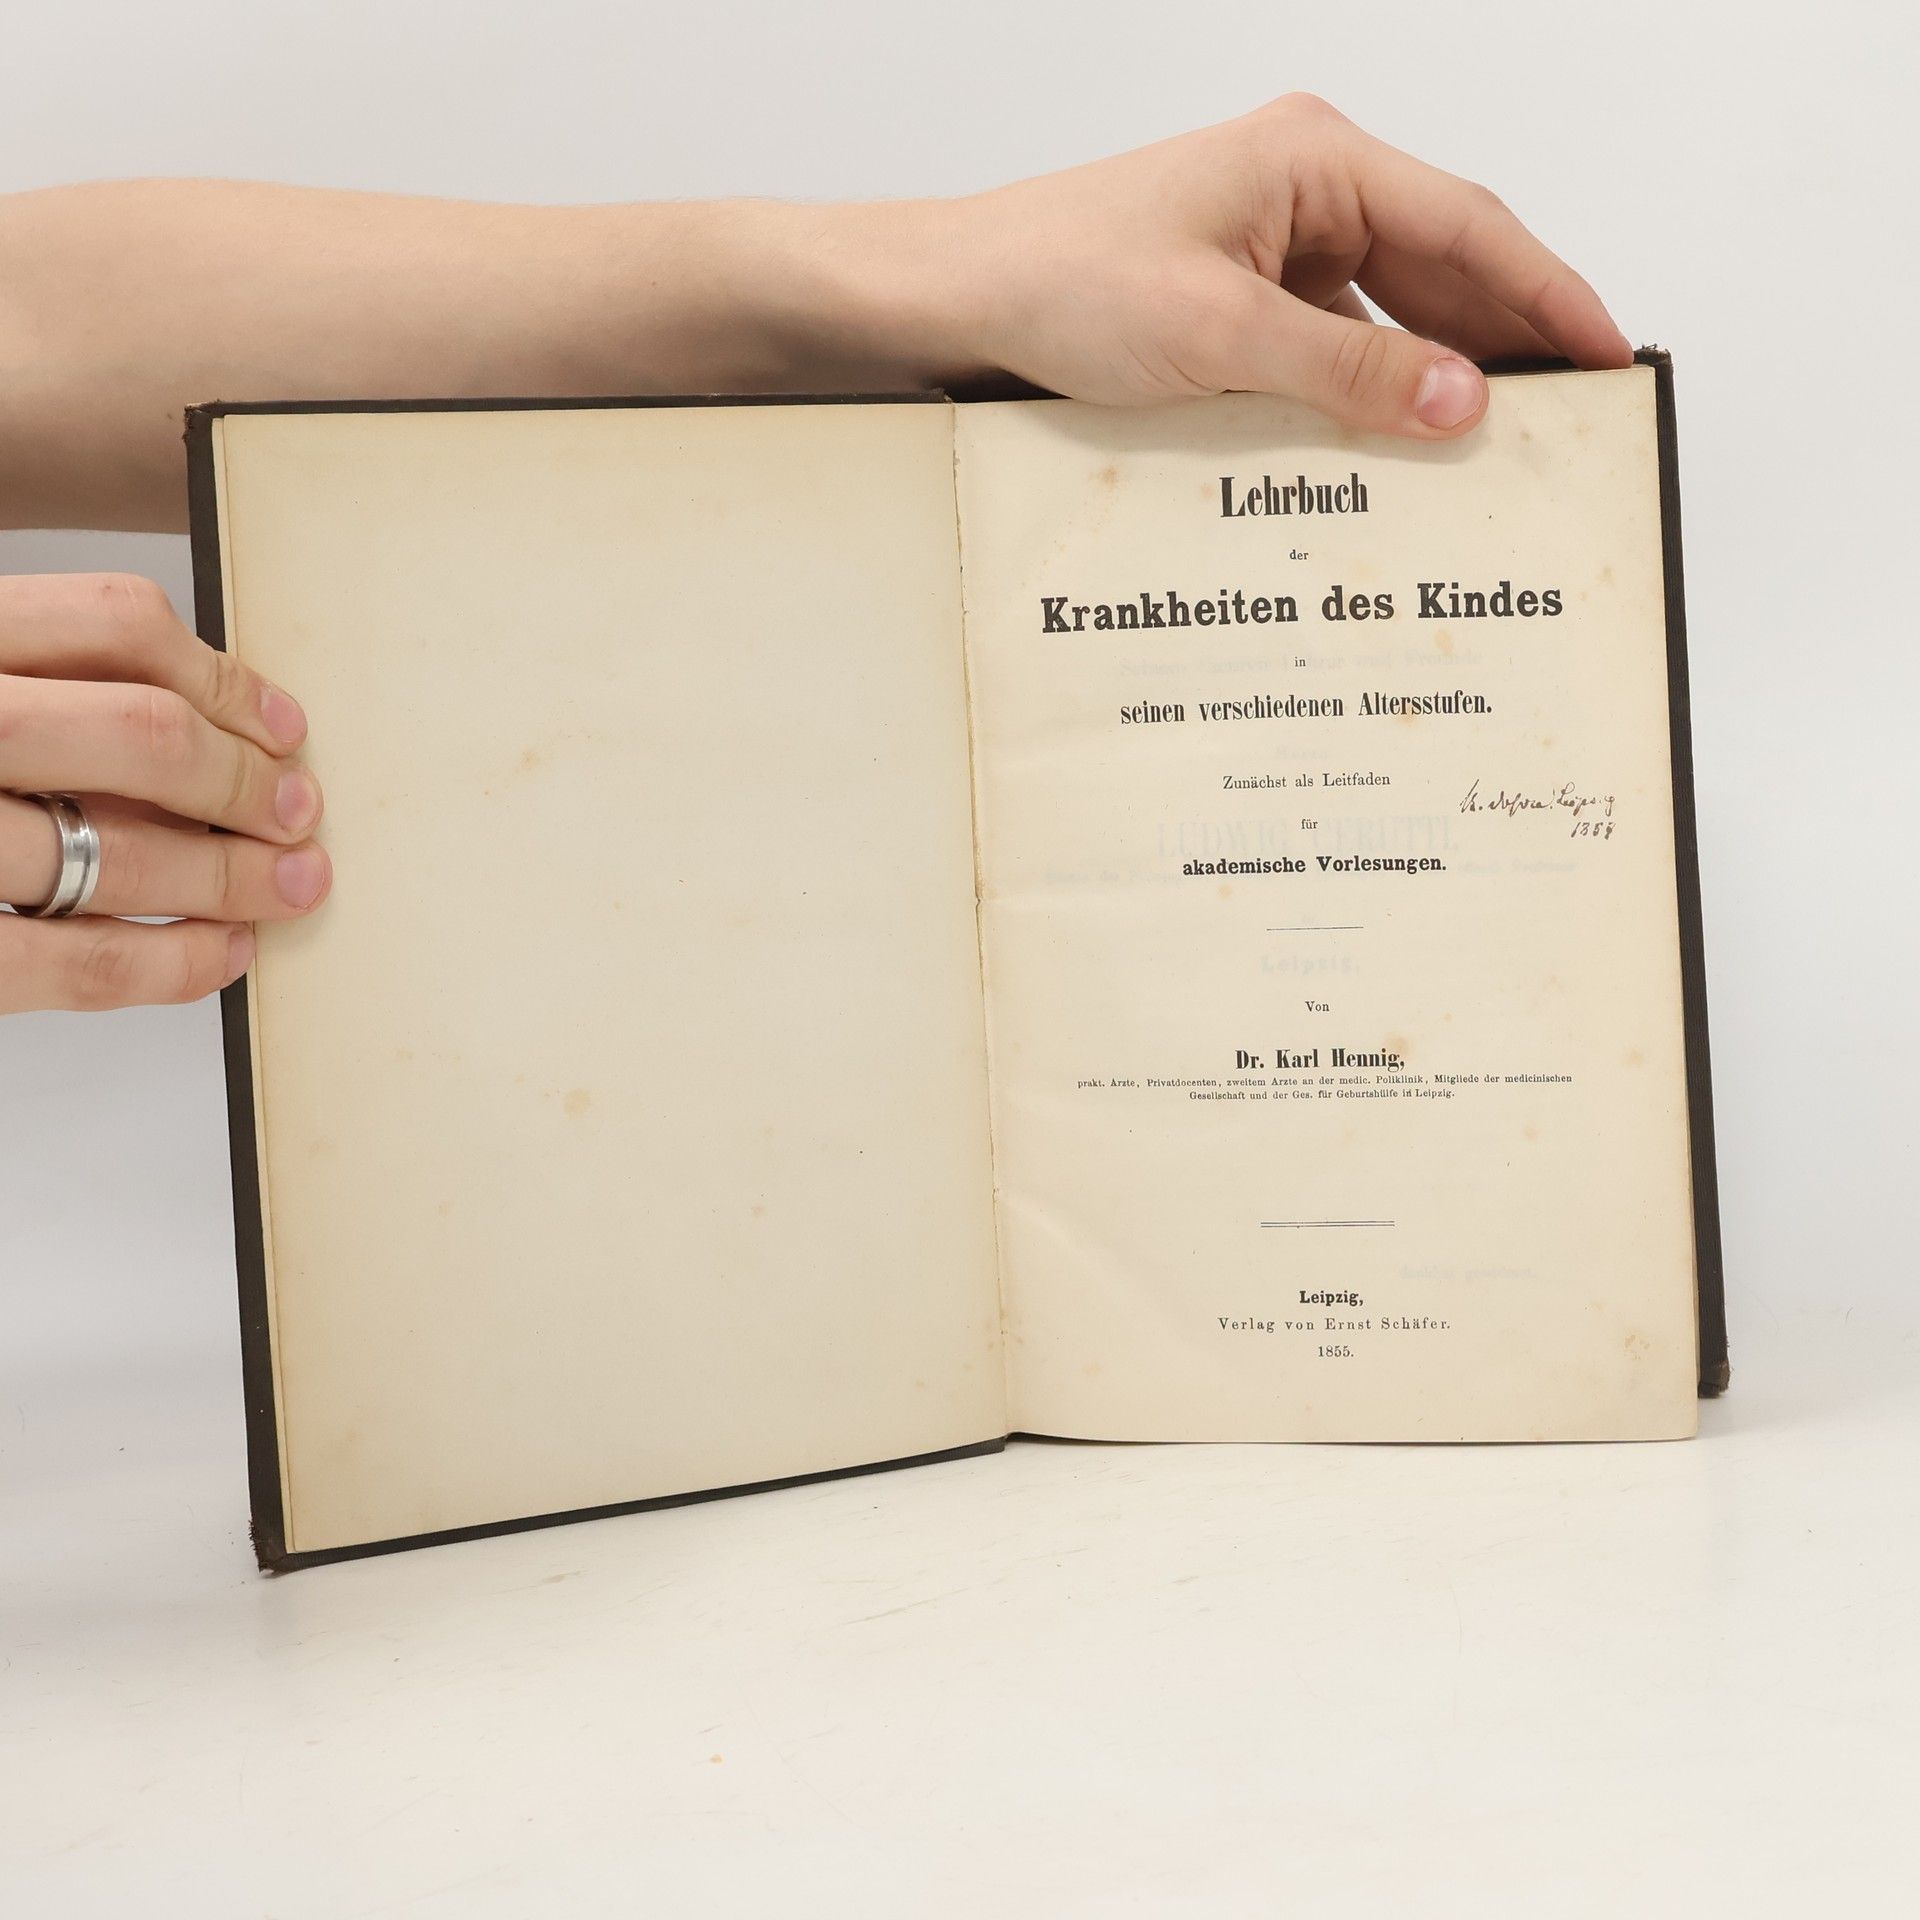 Lehrbuch
der
Krankheiten des Kindes
in
seinen verschiedenen Altersstufen.
Zunächst als Leitfaden
für
akademische Vorlesungen.
Leipzig
185
Von
Dr. Karl Hennig,
prakt. Arzte, Privatdocenten, zweitem Arzte an der medic. Poliklinik, Mitgliede der medicinischen
Gesellschaft und der Ges. für Geburtshülfe in Leipzig.
Leipzig,
Verlag von Ernst Schäfer.
1855.